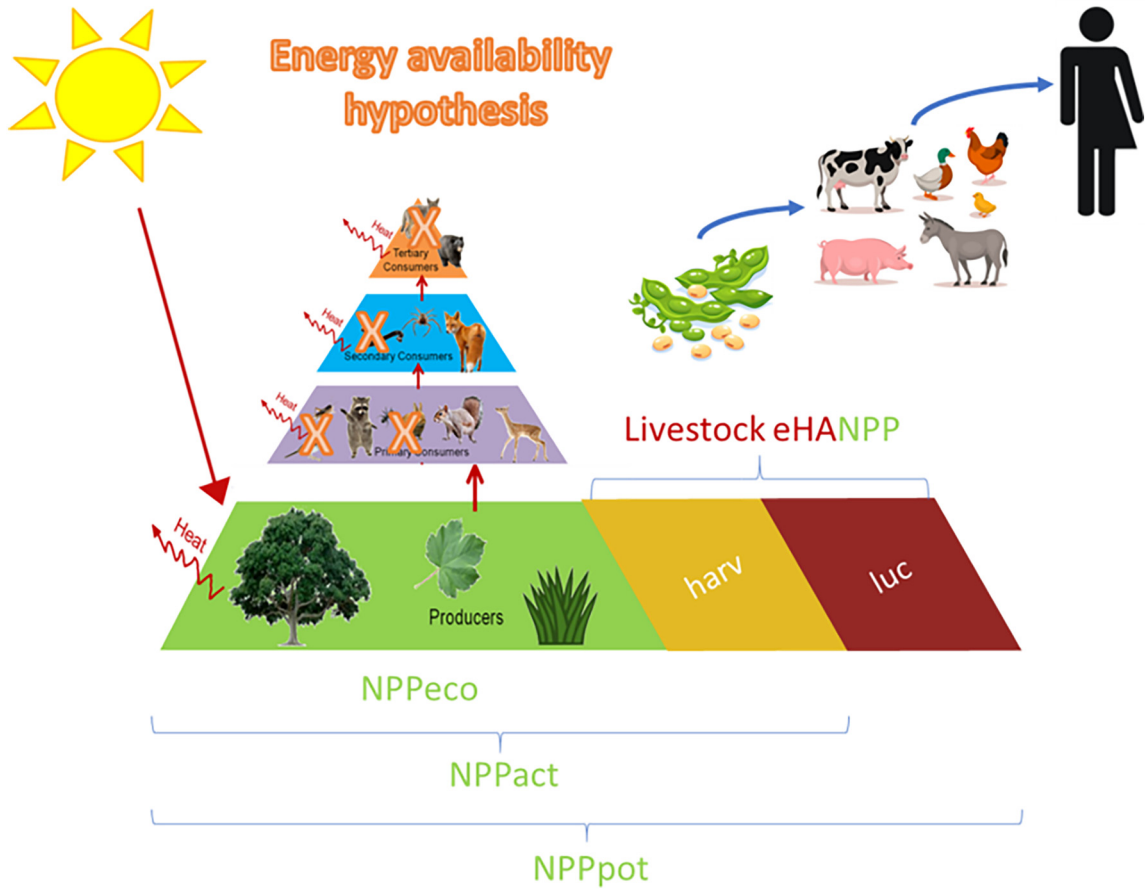 Energy availability
hypothesis
Heat
X
Tertiary
Consumers
Heat
X
Secondary Consumers
Heat
X
X
Primary Consumers
Livestock eHANPP
Heat
Producers
harv
luc
NPPeco
NPPact
NPPpot